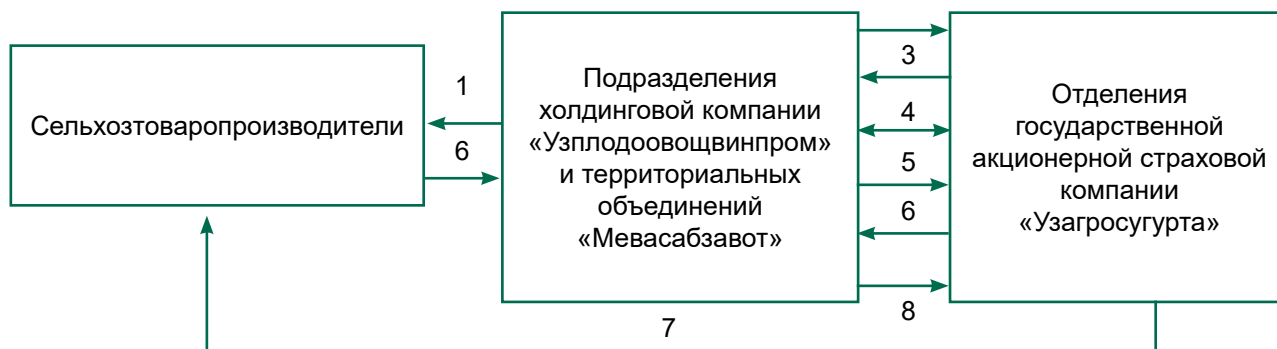 Сельхозтоваропроизводители
1
6
Подразделения
холдинговой компании
«Узплодоовощвинпром»
и территориальных
объединений
«Мевасабзавот»
3
4
5
6
8
Отделения
государственной
акционерной страховой
компании
«Узагросугурта»
7